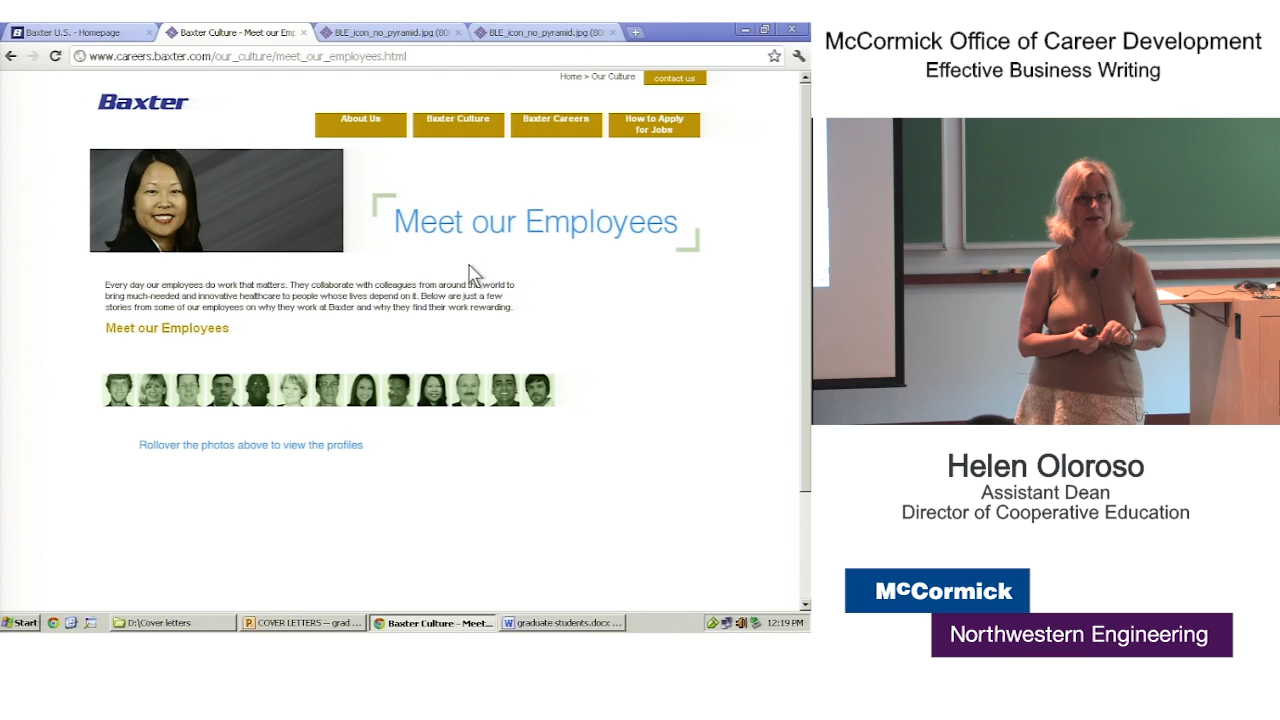 Baxter U.S. - Homepage
Baxter Culture - Meet our Emp
BLE_icon_no_pyramid.jpg (80
BLE_icon_no_pyramid.jpg (80
www.careers.baxter.com/our_culture/meet_our_employees.html
Home > Our Culture
contact us
Baxter
About Us
Baxter Culture
Baxter Careers
How to Apply
for Jobs
Meet our Employees
Every day our employees do work that matters. They collaborate with colleagues from around the world to
bring much-needed and innovative healthcare to people whose lives depend on it. Below are just a few
stories from some of our employees on why they work at Baxter and why they find their work rewarding.
Meet our Employees
Rollover the photos above to view the profiles
Start
D:\Cover letters
COVER LETTERS -- grad ...
Baxter Culture - Meet...
graduate students.docx ...
12:19 PM
McCormick Office of Career Development
Effective Business Writing
Helen Oloroso
Assistant Dean
Director of Cooperative Education
McCormick
Northwestern Engineering